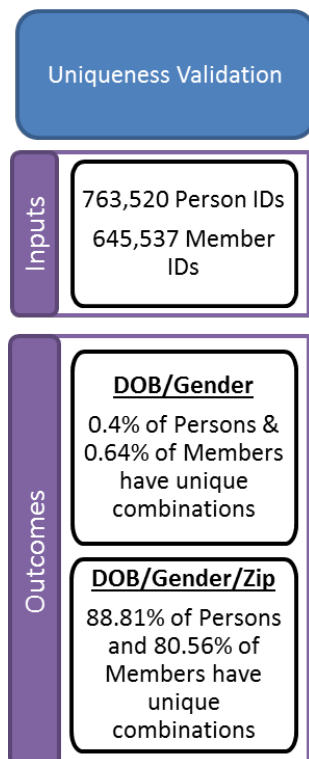 Uniqueness Validation
Inputs
763,520 Person IDs
645,537 Member
IDs
Outcomes
DOB/Gender
0.4% of Persons &
0.64% of Members
have unique
combinations
DOB/Gender/Zip
88.81% of Persons
and 80.56% of
Members have
unique
combinations